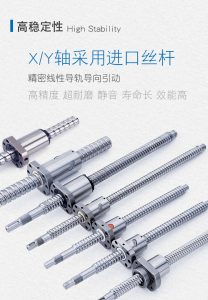 高稳定性 High Stability
X/Y轴采用进口丝杆
精密线性导轨导向引动
高精度 超耐磨 静音 寿命长 效能高